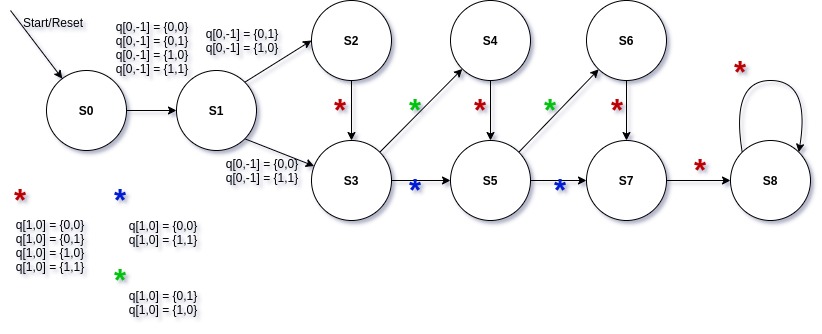 Start/Reset
q[0,-1] = {0,0}
q[0,-1] = {0,1}
q[0,-1] = {1,0}
q[0,-1] = {1,1}
q[0,-1] = {0,1}
q[0,-1] = {1,0}
S2
S4
S6
*
S0
S1
*
*
*
*
*
q[0,-1] = {0,0}
q[0,-1] = {1,1}
S3
*
S5
*
S7
*
S8
*
q[1,0] = {0,0}
q[1,0] = {0,1}
q[1,0] = {1,0}
q[1,0] = {1,1}
*
q[1,0] = {0,0}
q[1,0] = {1,1}
*
q[1,0] = {0,1}
q[1,0] = {1,0}